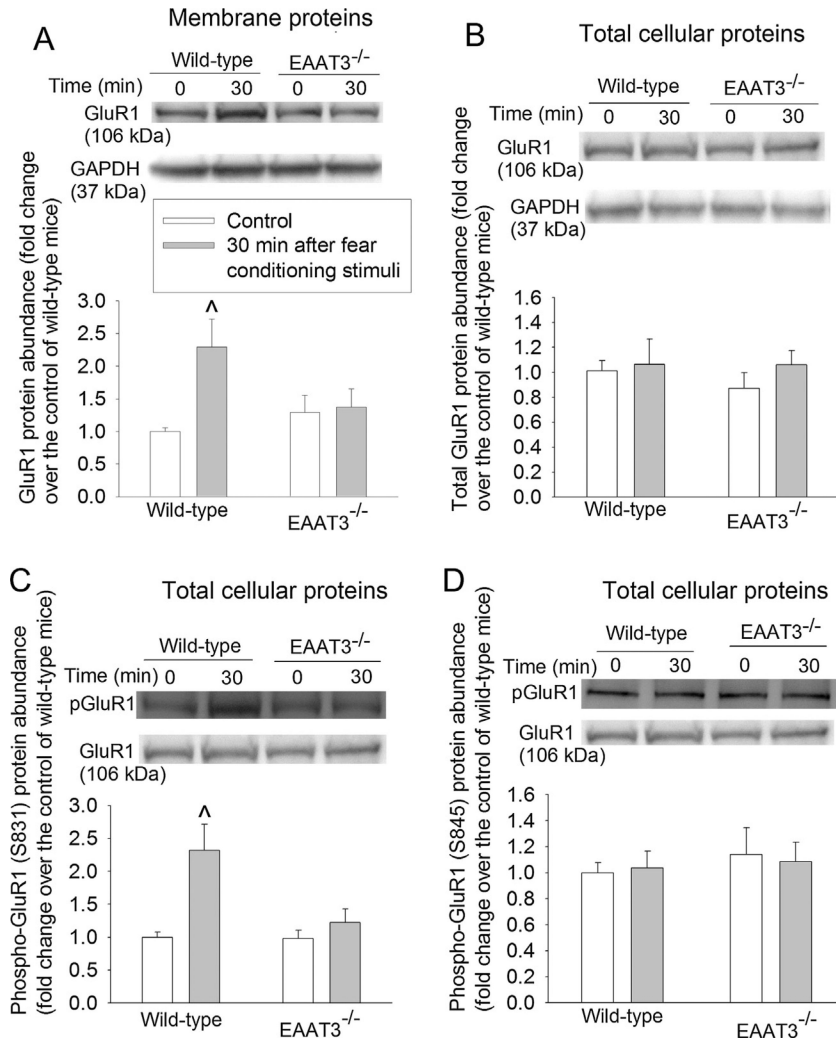 A
Membrane proteins
Wild-type EAAT3-/-
Time (min) 0 30 0 30
GluR1
(106 kDa)
GAPDH
(37 kDa)
Control
30 min after fear
conditioning stimuli
GluR1 protein abundance (fold change
over the control of wild-type mice)
3.0
2.5
2.0
1.5
1.0
0.5
0.0
^
Wild-type EAAT3-/-
B
Total cellular proteins
Wild-type EAAT3-/-
Time (min) 0 30 0 30
GluR1
(106 kDa)
GAPDH
(37 kDa)
Total GluR1 protein abundance (fold change
over the control of wild-type mice)
1.6
1.4
1.2
1.0
0.8
0.6
0.4
0.2
0.0
Wild-type EAAT3-/-
C
Total cellular proteins
Wild-type EAAT3-/-
Time (min) 0 30 0 30
pGluR1
GluR1
(106 kDa)
Phospho-GluR1 (S831) protein abundance
(fold change over the control of wild-type mice)
3.0
2.5
2.0
1.5
1.0
0.5
0.0
^
Wild-type EAAT3-/-
D
Total cellular proteins
Wild-type EAAT3-/-
Time (min) 0 30 0 30
pGluR1
GluR1
(106 kDa)
Phospho-GluR1 (S845) protein abundance
(fold change over the control of wild-type mice)
1.6
1.4
1.2
1.0
0.8
0.6
0.4
0.2
0.0
Wild-type EAAT3-/-